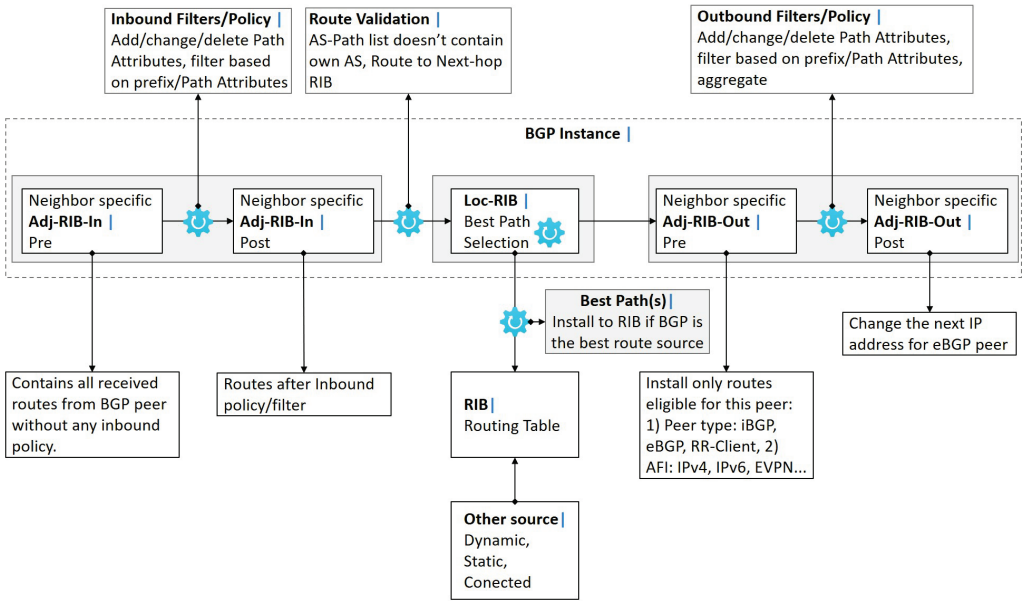 Inbound Filters/Policy |
Add/change/delete Path
Attributes, filter based
on prefix/Path Attributes
Route Validation |
AS-Path list doesn’t contain
own AS, Route to Next-hop
RIB
Outbound Filters/Policy |
Add/change/delete Path Attributes,
filter based on prefix/Path Attributes,
aggregate
BGP Instance |
Neighbor specific
Adj-RIB-In |
Pre
Neighbor specific
Adj-RIB-In |
Post
Loc-RIB |
Best Path
Selection
Neighbor specific
Adj-RIB-Out |
Pre
Neighbor specific
Adj-RIB-Out |
Post
Best Path(s)|
Install to RIB if BGP is
the best route source
Change the next IP
address for eBGP peer
Contains all received
routes from BGP peer
without any inbound
policy.
Routes after Inbound
policy/filter
RIB|
Routing Table
Install only routes
eligible for this peer:
1) Peer type: iBGP,
eBGP, RR-Client, 2)
AFI: IPv4, IPv6, EVPN...
Other source|
Dynamic,
Static,
Conected